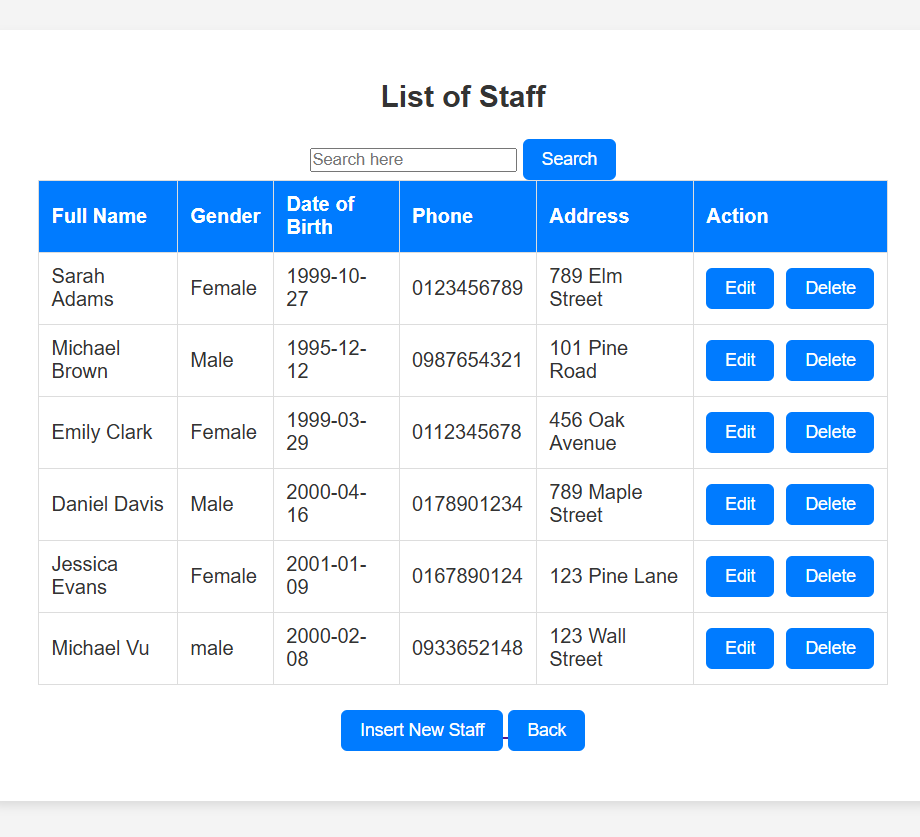 List of Staff
Search here Search
Full Name Gender Date of Birth Phone Address Action
Sarah Adams Female 1999-10-27 0123456789 789 Elm Street Edit Delete
Michael Brown Male 1995-12-12 0987654321 101 Pine Road Edit Delete
Emily Clark Female 1999-03-29 0112345678 456 Oak Avenue Edit Delete
Daniel Davis Male 2000-04-16 0178901234 789 Maple Street Edit Delete
Jessica Evans Female 2001-01-09 0167890124 123 Pine Lane Edit Delete
Michael Vu male 2000-02-08 0933652148 123 Wall Street Edit Delete
Insert New Staff Back